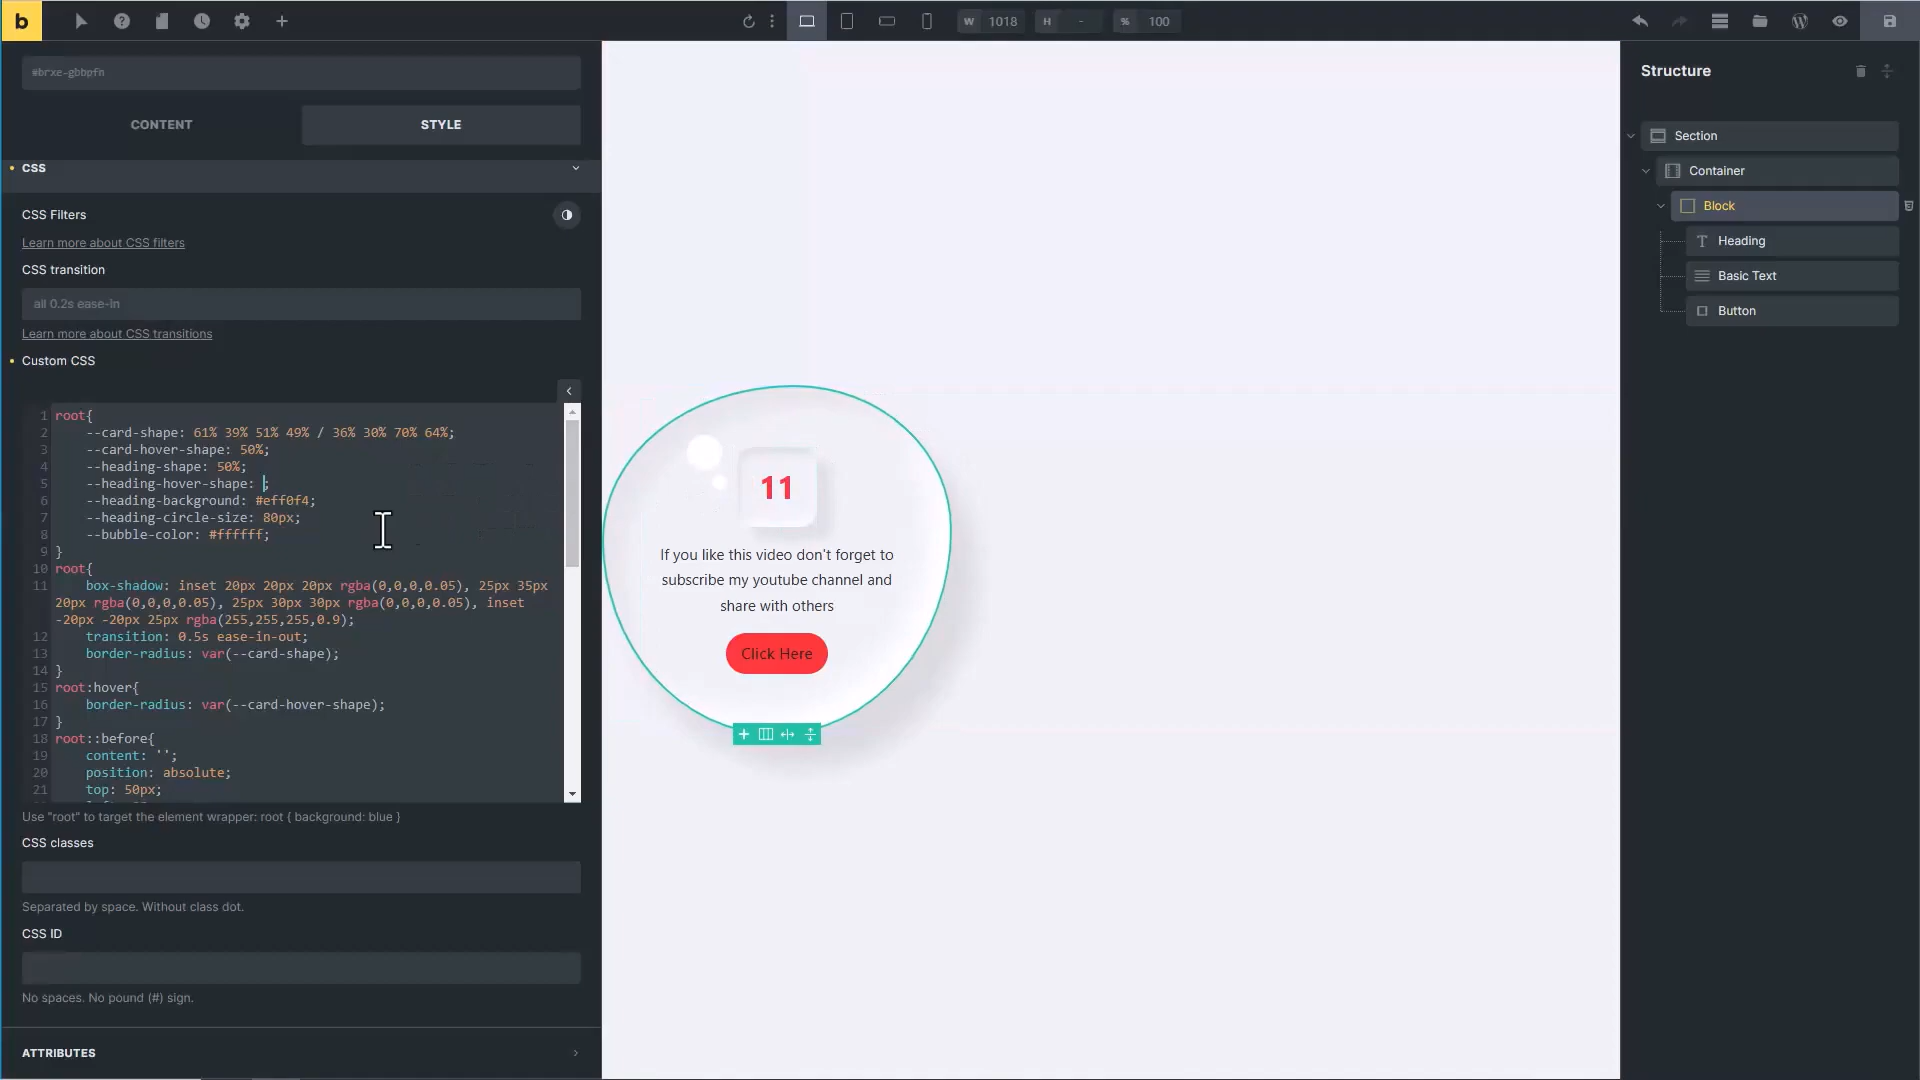 b
W 1018 H - % 100
#brxe-gbbpfn
CONTENT STYLE
CSS
CSS Filters
Learn more about CSS filters
CSS transition
all 0.2s ease-in
Learn more about CSS transitions
Custom CSS
1 root{
2 --card-shape: 61% 39% 51% 49% / 36% 30% 70% 64%;
3 --card-hover-shape: 50%;
4 --heading-shape: 50%;
5 --heading-hover-shape: ;
6 --heading-background: #eff0f4;
7 --heading-circle-size: 80px;
8 --bubble-color: #ffffff;
9 }
10 root{
11 box-shadow: inset 20px 20px 20px rgba(0,0,0,0.05), 25px 35px
20px rgba(0,0,0,0.05), 25px 30px 30px rgba(0,0,0,0.05), inset
-20px -20px 25px rgba(255,255,255,0.9);
12 transition: 0.5s ease-in-out;
13 border-radius: var(--card-shape);
14 }
15 root:hover{
16 border-radius: var(--card-hover-shape);
17 }
18 root::before{
19 content: '';
20 position: absolute;
21 top: 50px;
Use "root" to target the element wrapper: root { background: blue }
CSS classes
Separated by space. Without class dot.
CSS ID
No spaces. No pound (#) sign.
ATTRIBUTES
11
If you like this video don't forget to
subscribe my youtube channel and
share with others
Click Here
Structure
Section
Container
Block
Heading
Basic Text
Button